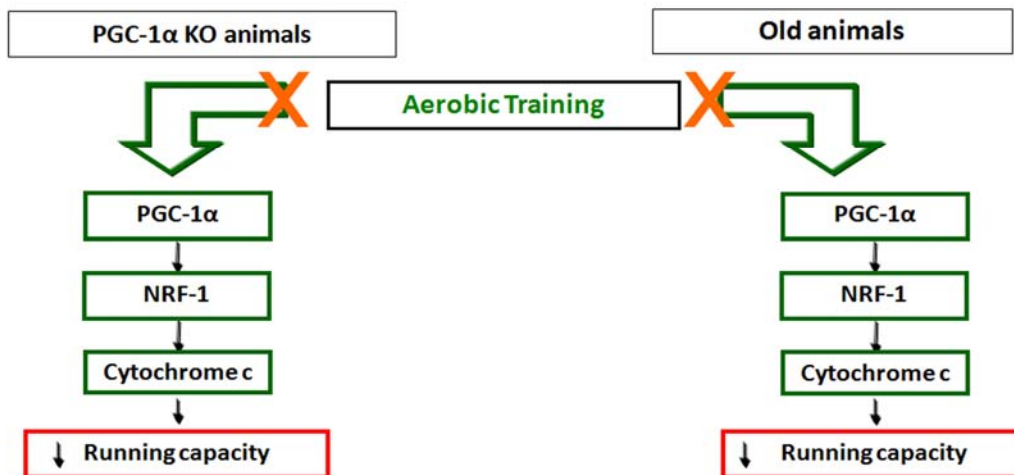 PGC-1α KO animals
Old animals
X
Aerobic Training
X
PGC-1α
PGC-1α
NRF-1
NRF-1
Cytochrome c
Cytochrome c
↓ Running capacity
↓ Running capacity